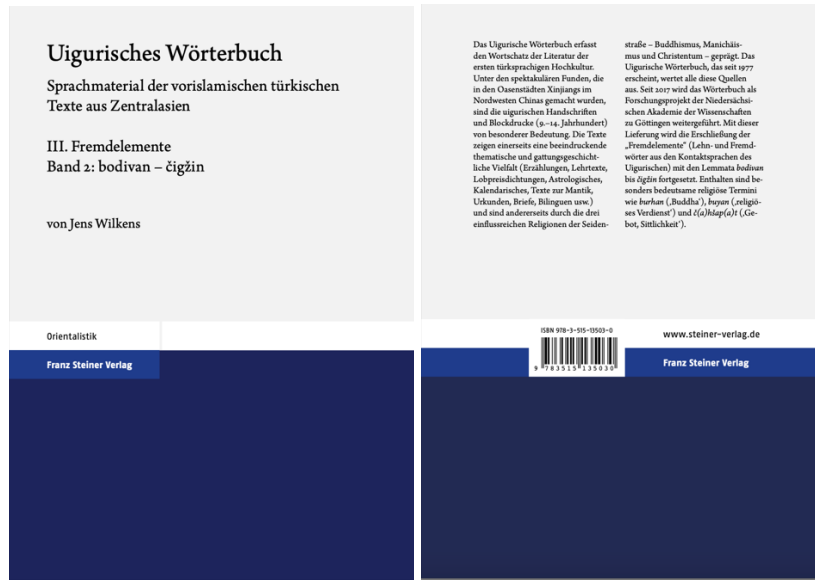 Uigurisches Wörterbuch
Sprachmaterial der vorislamischen türkischen
Texte aus Zentralasien
III. Fremdelemente
Band 2: bodivan – čigžin
von Jens Wilkens
Orientalistik
Franz Steiner Verlag
Das Uigurische Wörterbuch erfasst
den Wortschatz der Literatur der
ersten türksprachigen Hochkultur.
Unter den spektakulären Funden, die
in den Oasenstädten Xinjiangs im
Nordwesten Chinas gemacht wurden,
sind die uigurischen Handschriften
und Blockdrucke (9.–14. Jahrhundert)
von besonderer Bedeutung. Die Texte
zeigen einerseits eine beeindruckende
thematische und gattungsgeschicht-
liche Vielfalt (Erzählungen, Lehrtexte,
Lobpreisdichtungen, Astrologisches,
Kalendarisches, Texte zur Mantik,
Urkunden, Briefe, Bilinguen usw.)
und sind andererseits durch die drei
einflussreichen Religionen der Seiden-
straße – Buddhismus, Manichäis-
mus und Christentum – geprägt. Das
Uigurische Wörterbuch, das seit 1977
erscheint, wertet alle diese Quellen
aus. Seit 2017 wird das Wörterbuch als
Forschungsprojekt der Niedersächsi-
schen Akademie der Wissenschaften
zu Göttingen weitergeführt. Mit dieser
Lieferung wird die Erschließung der
„Fremdelemente“ (Lehn- und Fremd-
wörter aus den Kontaktsprachen des
Uigurischen) mit den Lemmata bodivan
bis čigžin fortgesetzt. Enthalten sind be-
sonders bedeutsame religiöse Termini
wie burhan (‚Buddha‘), buyan (‚religiö-
ses Verdienst‘) und č(a)hšap(a)t (‚Ge-
bot, Sittlichkeit‘).
ISBN 978-3-515-13503-0
9 783515 135030
www.steiner-verlag.de
Franz Steiner Verlag